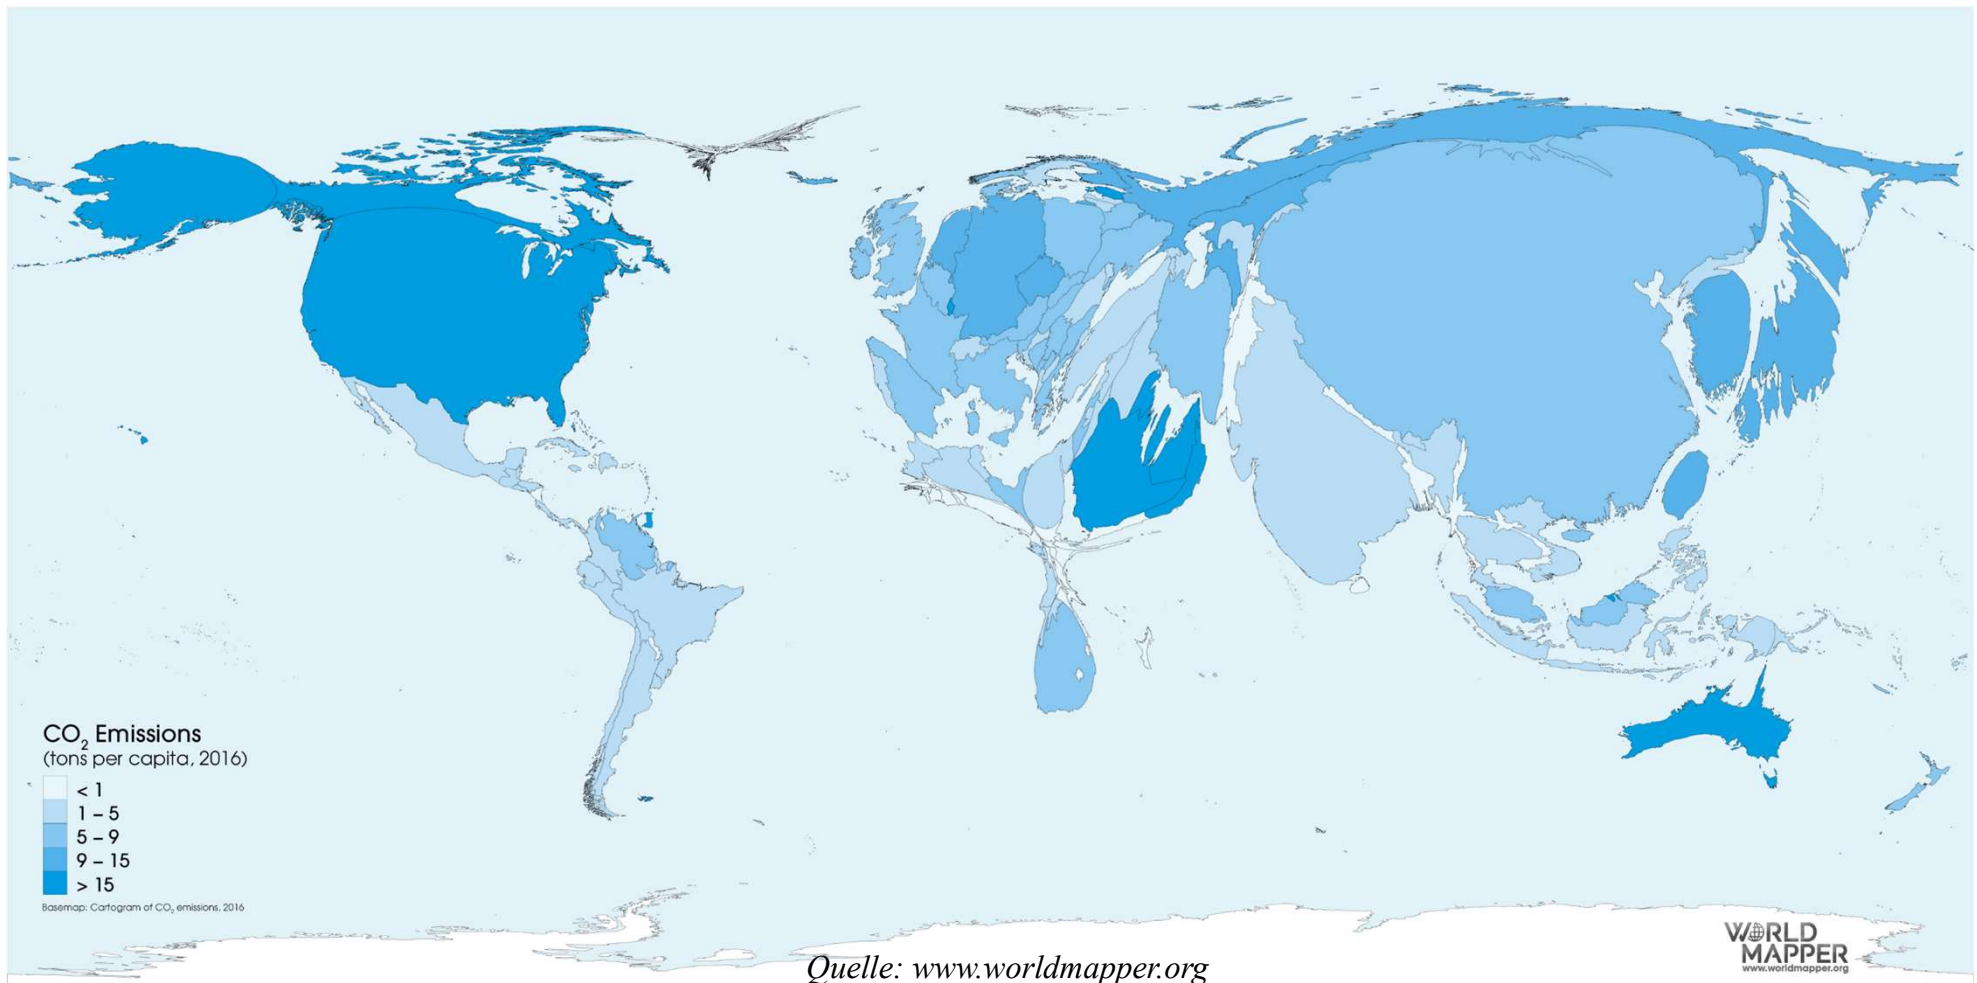 CO₂ Emissions
(tons per capita, 2016)
< 1
1 – 5
5 – 9
9 – 15
> 15
Basemap: Cartogram of CO₂ emissions, 2016
WORLD
MAPPER
www.worldmapper.org
Quelle: www.worldmapper.org